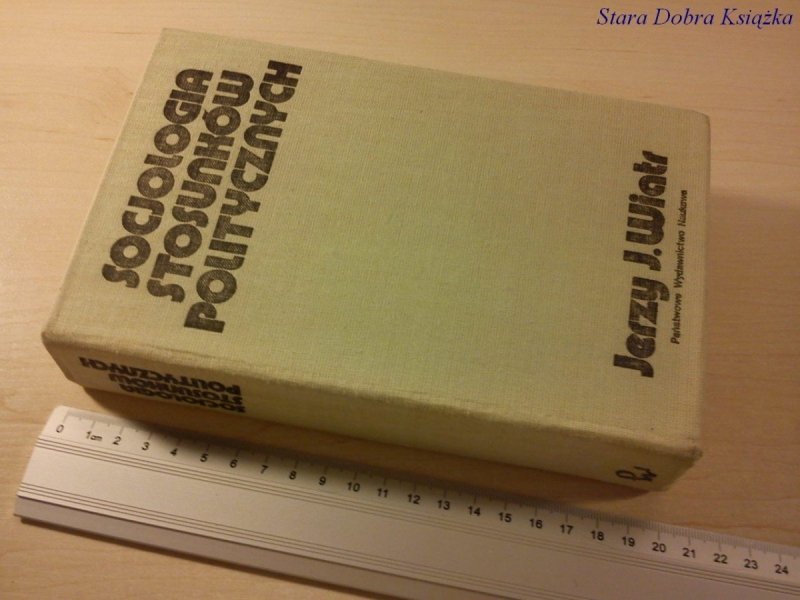 Stara Dobra Książka
SOCJOLOGIA
STOSUNKÓW
POLITYCZNYCH
Jerzy J. Wiatr
Państwowe Wydawnictwo Naukowe
SOCJOLOGIA
STOSUNKÓW
POLITYCZNYCH
0 1cm 2 3 4 5 6 7 8 9 10 11 12 13 14 15 16 17 18 19 20 21 22 23 24